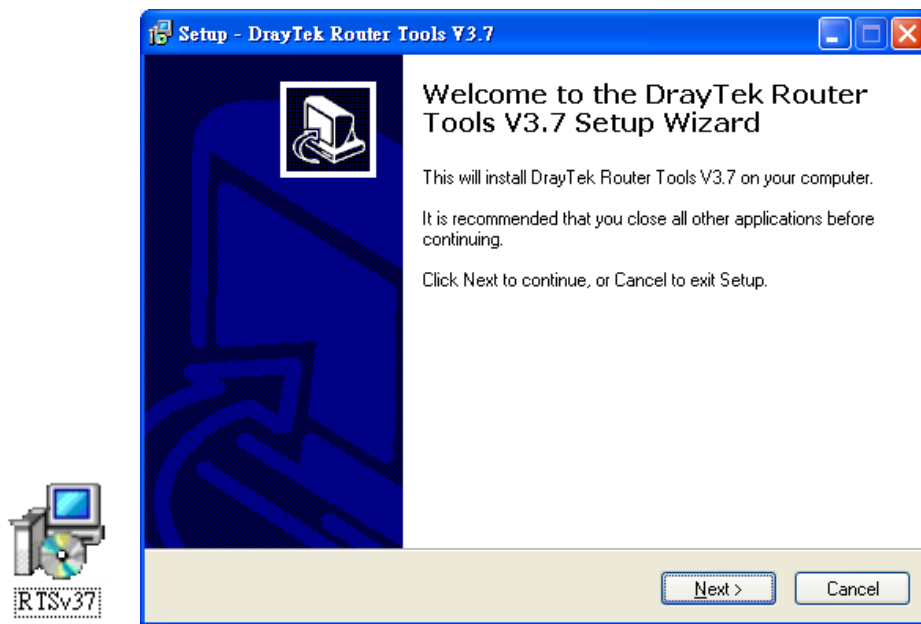 Setup - DrayTek Router Tools V3.7
Welcome to the DrayTek Router
Tools V3.7 Setup Wizard
This will install DrayTek Router Tools V3.7 on your computer.
It is recommended that you close all other applications before
continuing.
Click Next to continue, or Cancel to exit Setup.
RTSv37
Next >
Cancel